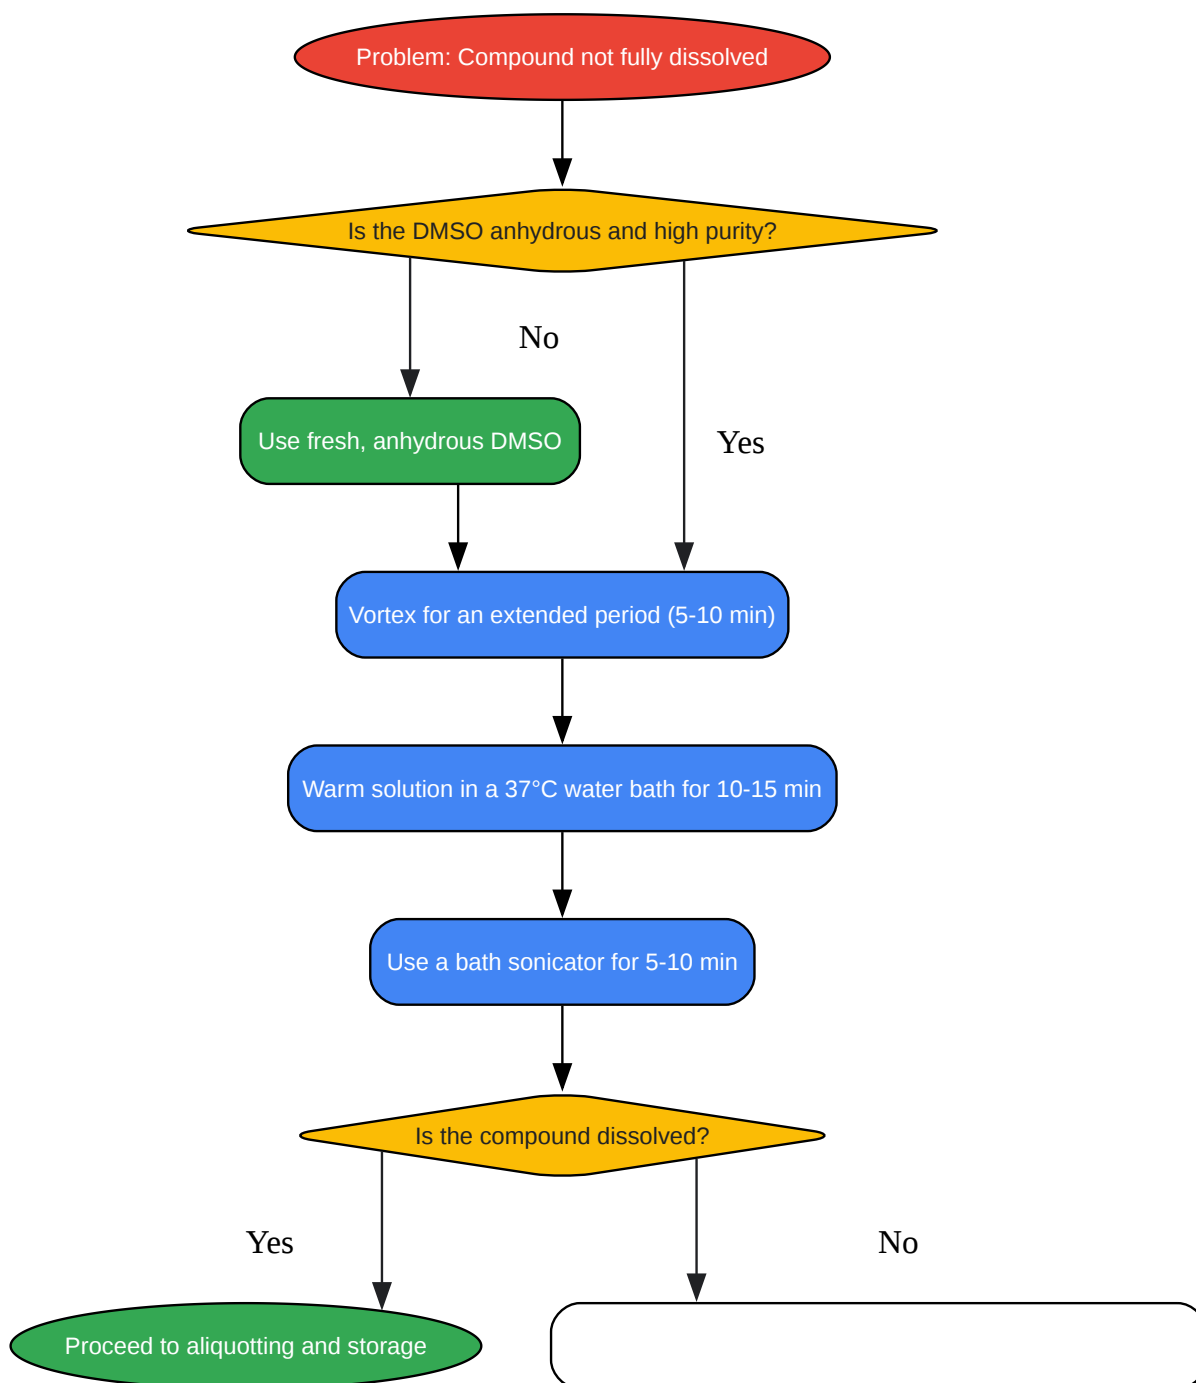 Problem: Compound not fully dissolved
Is the DMSO anhydrous and high purity?
No
Use fresh, anhydrous DMSO
Yes
Vortex for an extended period (5-10 min)
Warm solution in a 37°C water bath for 10-15 min
Use a bath sonicator for 5-10 min
Is the compound dissolved?
Yes
No
Proceed to aliquotting and storage